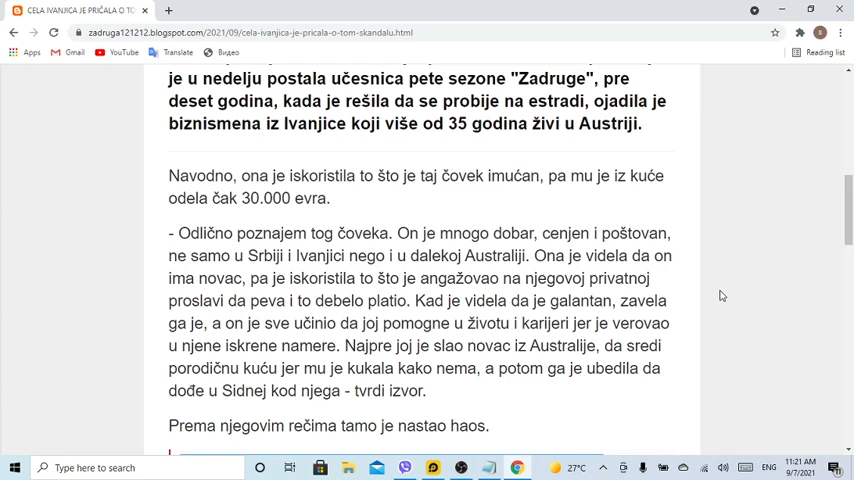 CELA IVANJICA JE PRIČALA O TO
zadruga121212.blogspot.com/2021/09/cela-ivanjica-je-pricala-o-tom-skandalu.html
Apps Gmail YouTube Translate Видео Reading list
je u nedelju postala učesnica pete sezone "Zadruge", pre
deset godina, kada je rešila da se probije na estradi, ojadila je
biznismena iz Ivanjice koji više od 35 godina živi u Austriji.
Navodno, ona je iskoristila to što je taj čovek imućan, pa mu je iz kuće
odela čak 30.000 evra.
- Odlično poznajem tog čoveka. On je mnogo dobar, cenjen i poštovan,
ne samo u Srbiji i Ivanjici nego i u dalekoj Australiji. Ona je videla da on
ima novac, pa je iskoristila to što je angažovao na njegovoj privatnoj
proslavi da peva i to debelo platio. Kad je videla da je galantan, zavela
ga je, a on je sve učinio da joj pomogne u životu i karijeri jer je verovao
u njene iskrene namere. Najpre joj je slao novac iz Australije, da sredi
porodičnu kuću jer mu je kukala kako nema, a potom ga je ubedila da
dođe u Sidnej kod njega - tvrdi izvor.
Prema njegovim rečima tamo je nastao haos.
Type here to search
27°C
ENG
11:21 AM
9/7/2021